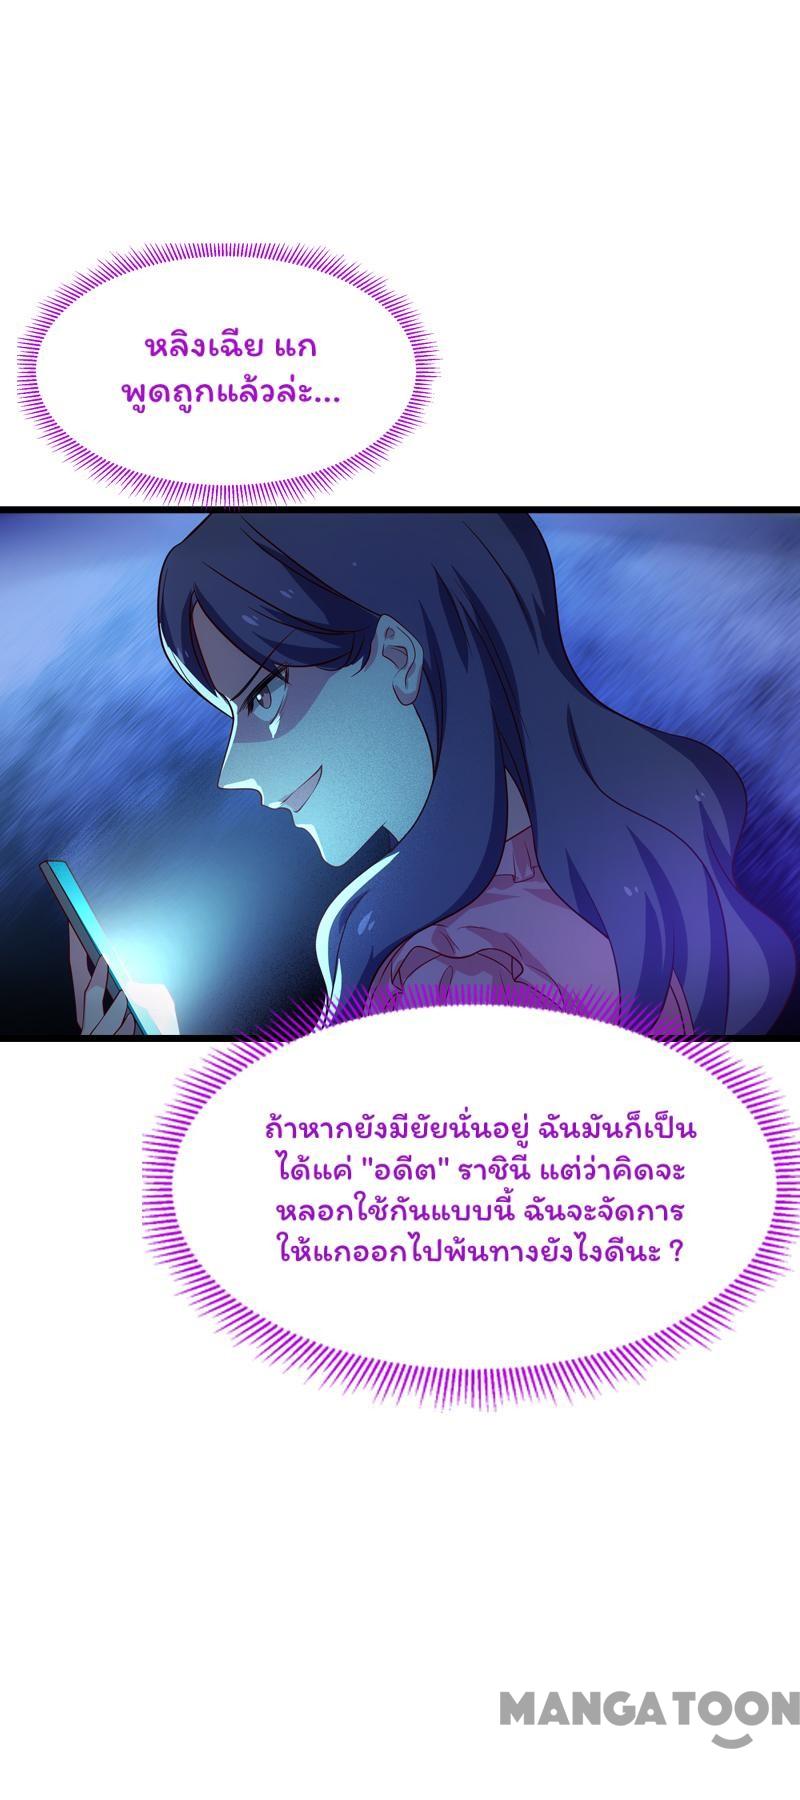 หลิงเฉีย แก
พูดถูกแล้วล่ะ...
ถ้าหากยังมียัยนั่นอยู่ ฉันมันก็เป็น
ได้แค่ "อดีต" ราชินี แต่ว่าคิดจะ
หลอกใช้กันแบบนี้ ฉันจะจัดการ
ให้แกออกไปพ้นทางยังไงดีนะ ?
MANGA TOON